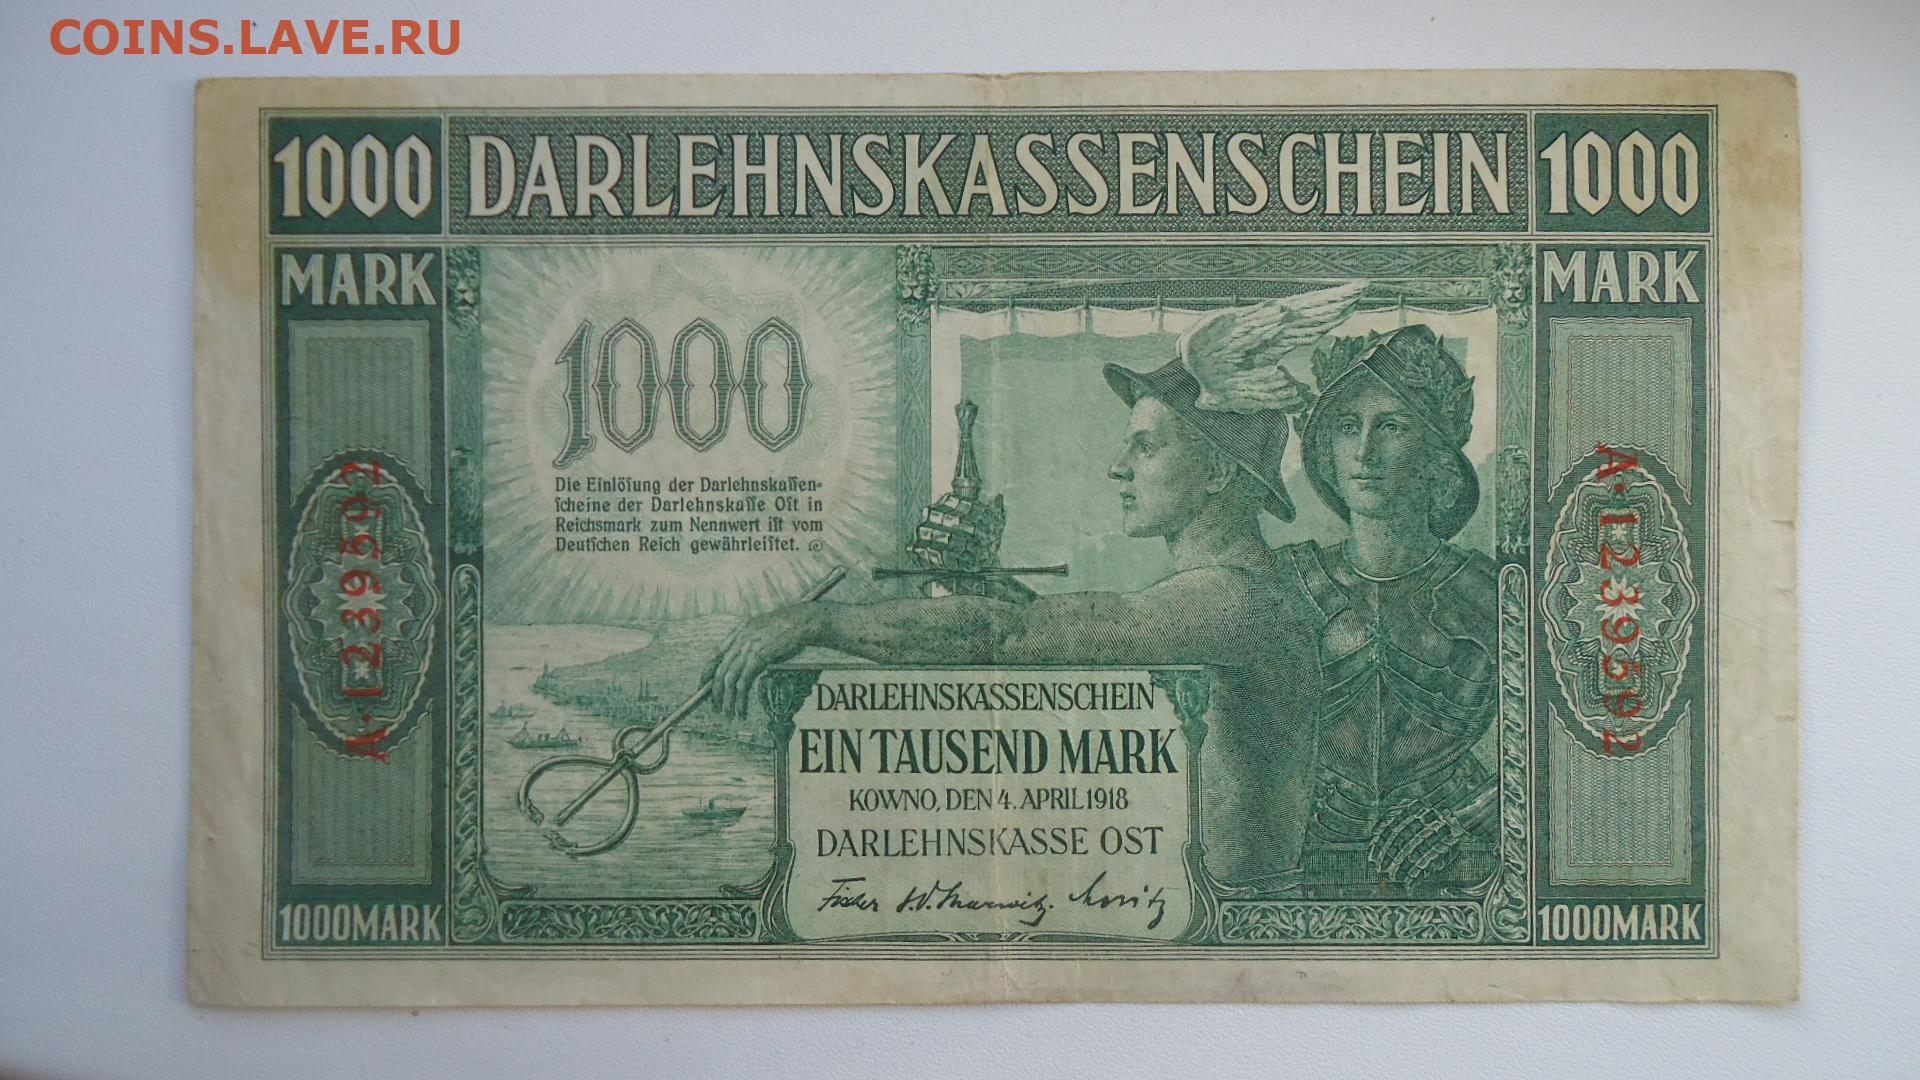 COINS.LAVE.RU
1000 DARLEHNSKASSENSCHEIN 1000
MARK MARK
1000
Die Einlöſung der Darlehnskaſſen-
ſcheine der Darlehnskaſſe Oſt in
Reichsmark zum Nennwert iſt vom
Deutſchen Reich gewährleiſtet.
A·1239592
A·1239592
DARLEHNSKASSENSCHEIN
EIN TAUSEND MARK
KOWNO, DEN 4. APRIL 1918
DARLEHNSKASSE OST
Fischer
1000MARK 1000MARK